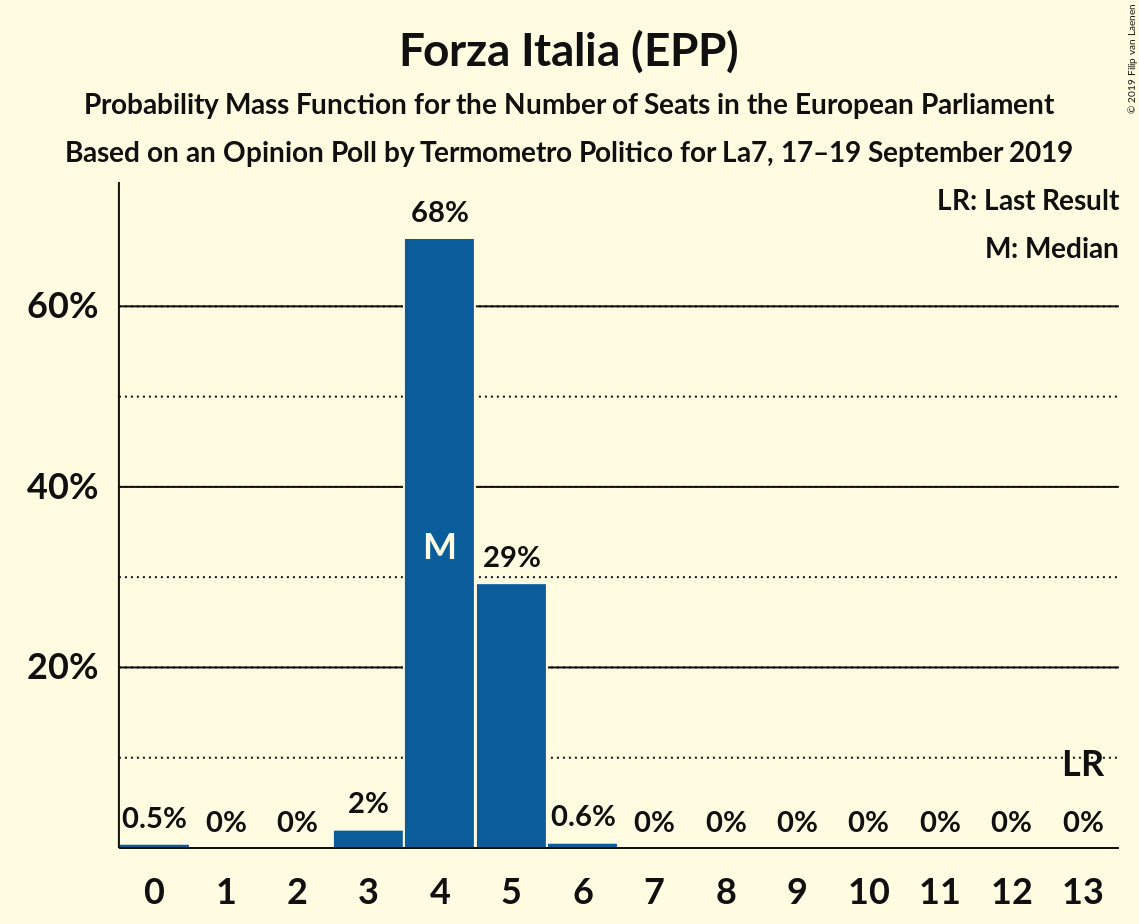 Forza Italia (EPP)
Probability Mass Function for the Number of Seats in the European Parliament
Based on an Opinion Poll by Termometro Politico for La7, 17–19 September 2019
© 2019 Filip van Laenen
LR: Last Result
M: Median
68%
60%
40%
M
29%
20%
LR
0.5%
0%
0%
2%
0.6%
0%
0%
0%
0%
0%
0%
0%
0 1 2 3 4 5 6 7 8 9 10 11 12 13